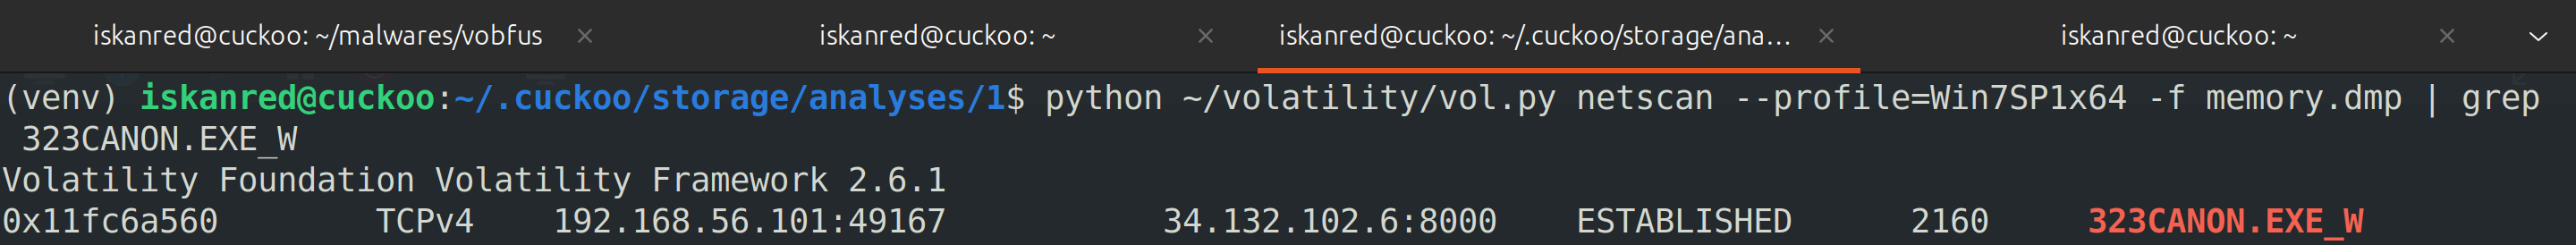 iskanred@cuckoo: ~/malwares/vobfus × iskanred@cuckoo: ~ × iskanred@cuckoo: ~/.cuckoo/storage/ana… × iskanred@cuckoo: ~ ×
(venv) iskanred@cuckoo:~/.cuckoo/storage/analyses/1$ python ~/volatility/vol.py netscan --profile=Win7SP1x64 -f memory.dmp | grep
323CANON.EXE_W
Volatility Foundation Volatility Framework 2.6.1
0x11fc6a560 TCPv4 192.168.56.101:49167 34.132.102.6:8000 ESTABLISHED 2160 323CANON.EXE_W